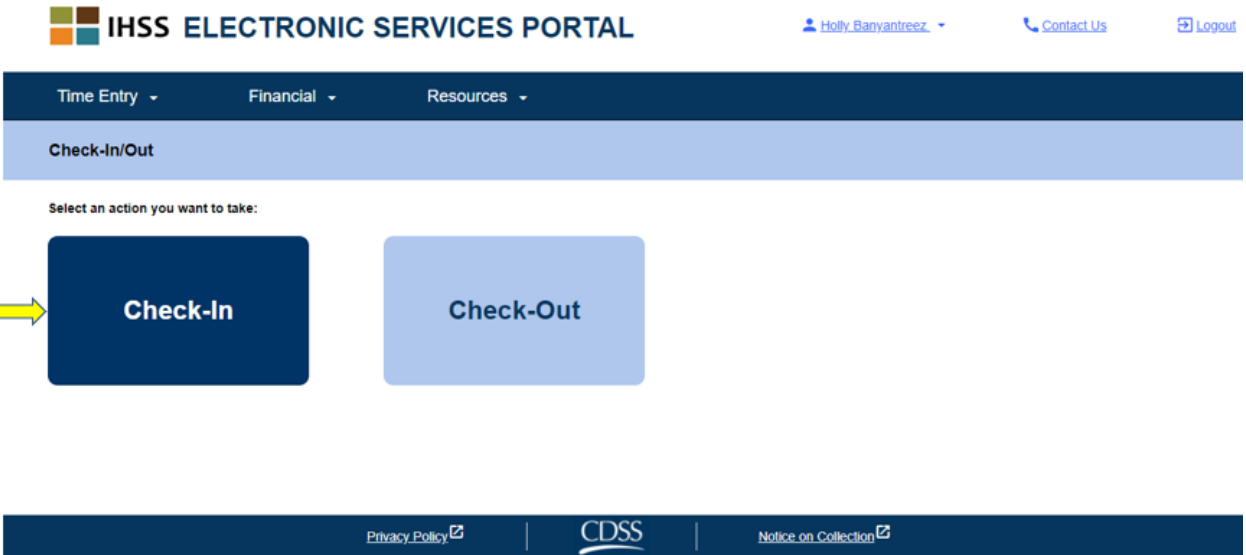 IHSS ELECTRONIC SERVICES PORTAL
Holly Banyantreez
Contact Us
Logout
Time Entry
Financial
Resources
Check-In/Out
Select an action you want to take:
Check-In
Check-Out
Privacy Policy
CDSS
Notice on Collection